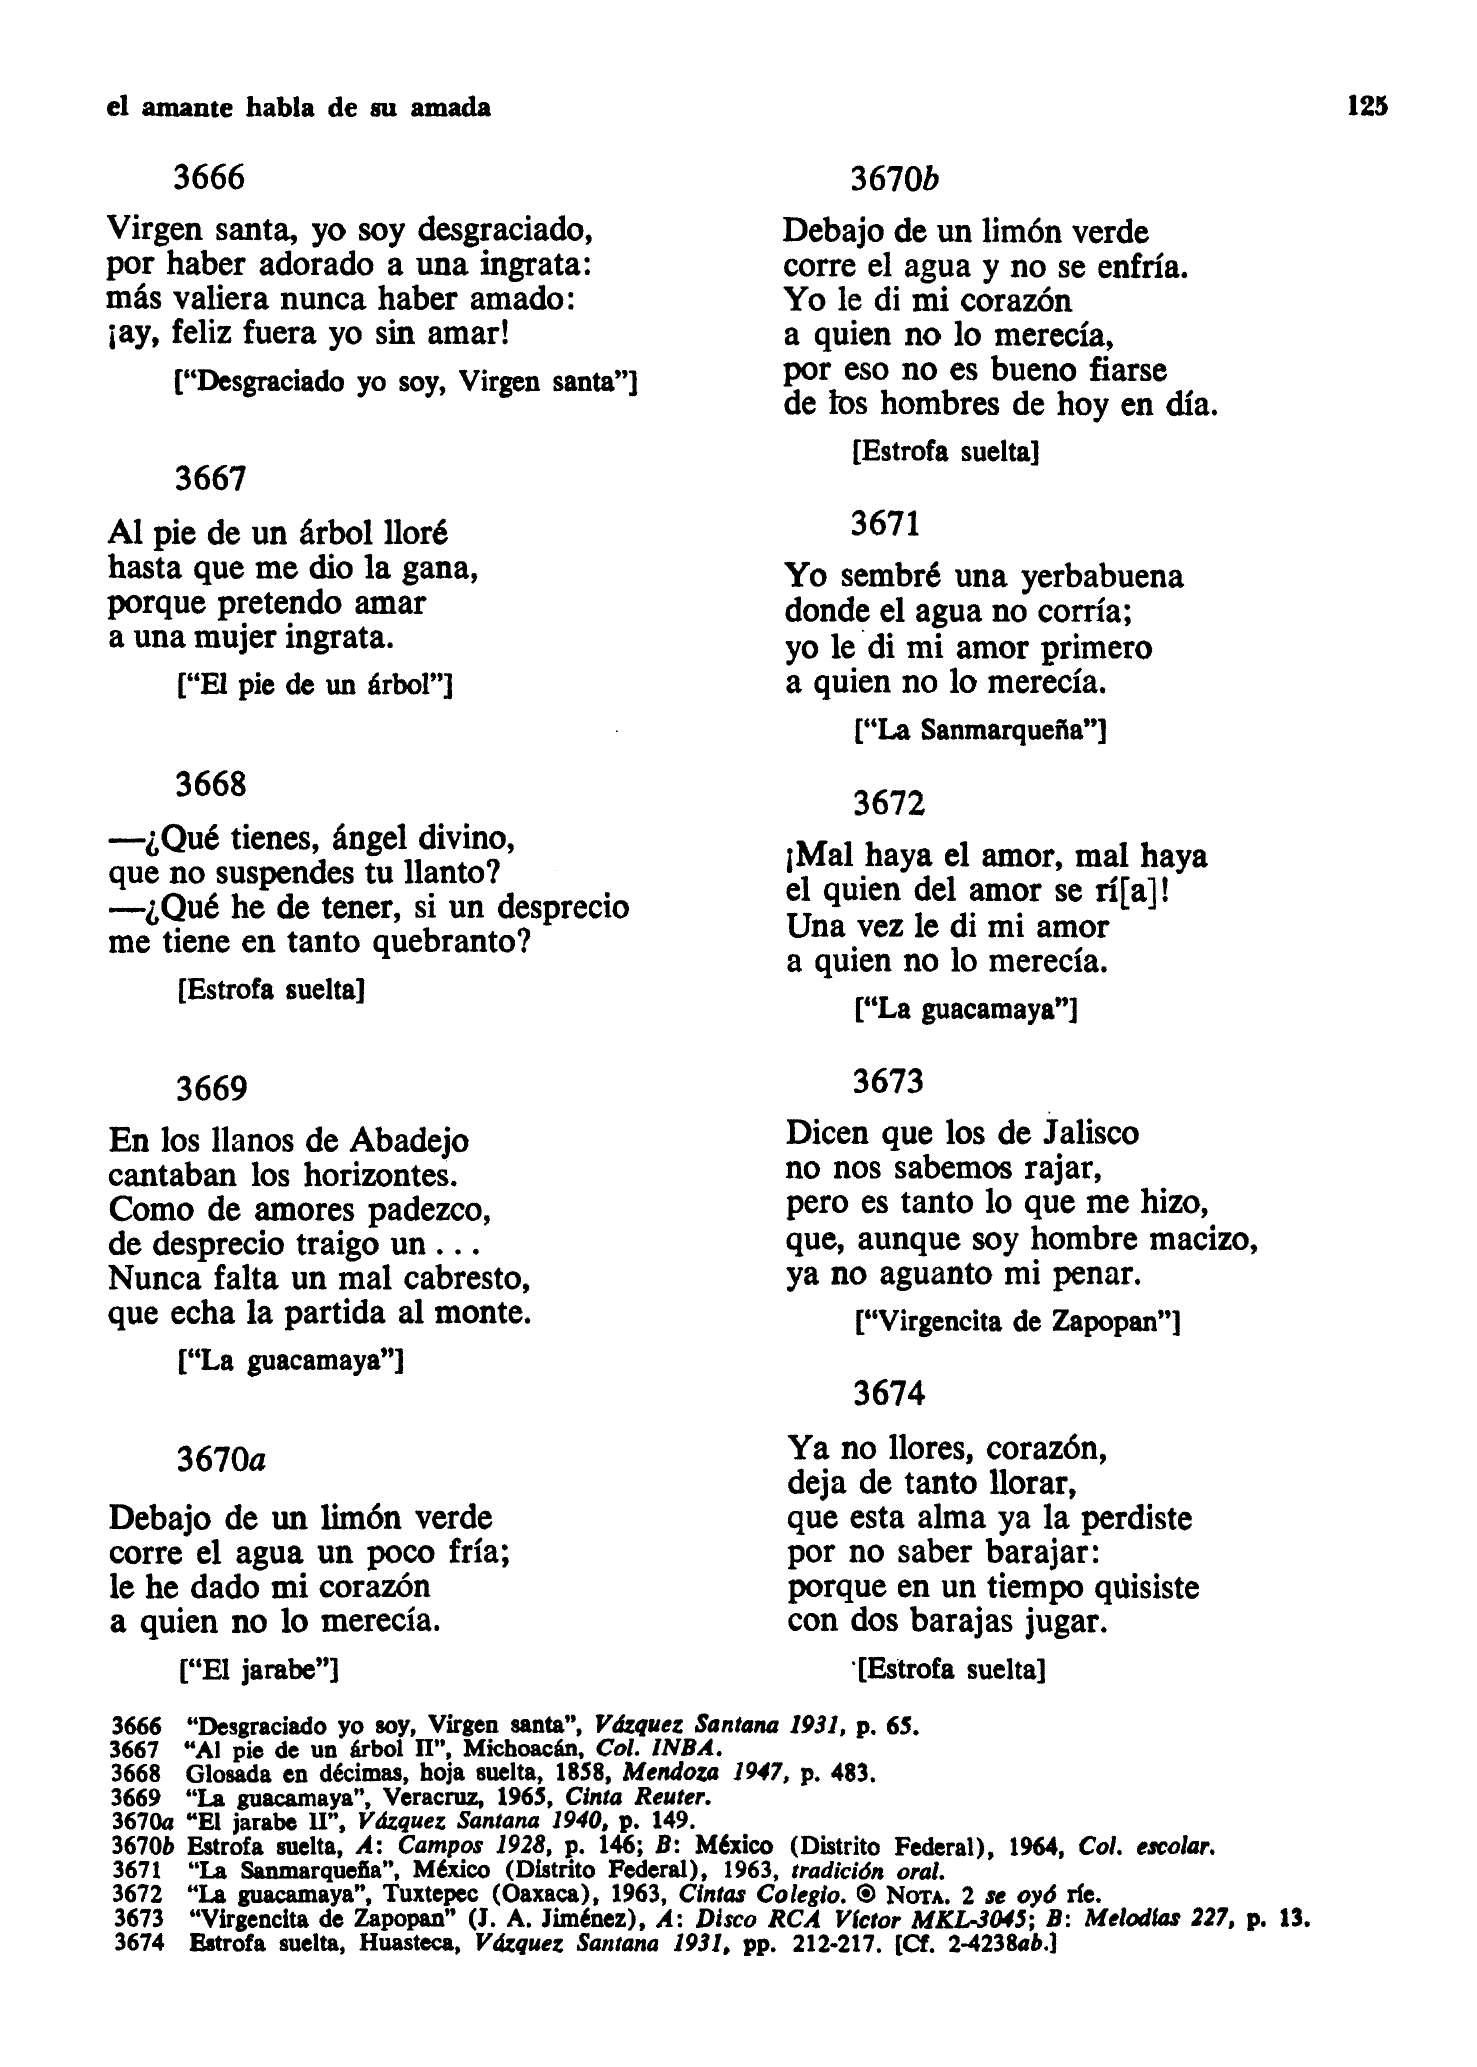 el amante habla de su amada 125
3666
Virgen santa, yo soy desgraciado,
por haber adorado a una ingrata:
más valiera nunca haber amado:
¡ay, feliz fuera yo sin amar!
[“Desgraciado yo soy, Virgen santa”]
3667
Al pie de un árbol lloré
hasta que me dio la gana,
porque pretendo amar
a una mujer ingrata.
[“El pie de un árbol”]
3668
—¿Qué tienes, ángel divino,
que no suspendes tu llanto?
—¿Qué he de tener, si un desprecio
me tiene en tanto quebranto?
[Estrofa suelta]
3669
En los llanos de Abadejo
cantaban los horizontes.
Como de amores padezco,
de desprecio traigo un . . .
Nunca falta un mal cabresto,
que echa la partida al monte.
[“La guacamaya”]
3670a
Debajo de un limón verde
corre el agua un poco fría;
le he dado mi corazón
a quien no lo merecía.
[“El jarabe”]
3670b
Debajo de un limón verde
corre el agua y no se enfría.
Yo le di mi corazón
a quien no lo merecía,
por eso no es bueno fiarse
de los hombres de hoy en día.
[Estrofa suelta]
3671
Yo sembré una yerbabuena
donde el agua no corría;
yo le di mi amor primero
a quien no lo merecía.
[“La Sanmarqueña”]
3672
¡Mal haya el amor, mal haya
el quien del amor se rí[a]!
Una vez le di mi amor
a quien no lo merecía.
[“La guacamaya”]
3673
Dicen que los de Jalisco
no nos sabemos rajar,
pero es tanto lo que me hizo,
que, aunque soy hombre macizo,
ya no aguanto mi penar.
[“Virgencita de Zapopan”]
3674
Ya no llores, corazón,
deja de tanto llorar,
que esta alma ya la perdiste
por no saber barajar:
porque en un tiempo quisiste
con dos barajas jugar.
[Estrofa suelta]
3666 “Desgraciado yo soy, Virgen santa”, Vázquez Santana 1931, p. 65.
3667 “Al pie de un árbol II”, Michoacán, Col. INBA.
3668 Glosada en décimas, hoja suelta, 1858, Mendoza 1947, p. 483.
3669 “La guacamaya”, Veracruz, 1965, Cinta Reuter.
3670a “El jarabe II”, Vázquez Santana 1940, p. 149.
3670b Estrofa suelta, A: Campos 1928, p. 146; B: México (Distrito Federal), 1964, Col. escolar.
3671 “La Sanmarqueña”, México (Distrito Federal), 1963, tradición oral.
3672 “La guacamaya”, Tuxtepec (Oaxaca), 1963, Cintas Colegio. ⊚ NOTA. 2 se oyó ríe.
3673 “Virgencita de Zapopan” (J. A. Jiménez), A: Disco RCA Víctor MKL-3045; B: Melodías 227, p. 13.
3674 Estrofa suelta, Huasteca, Vázquez Santana 1931, pp. 212-217. [Cf. 2-4238ab.]